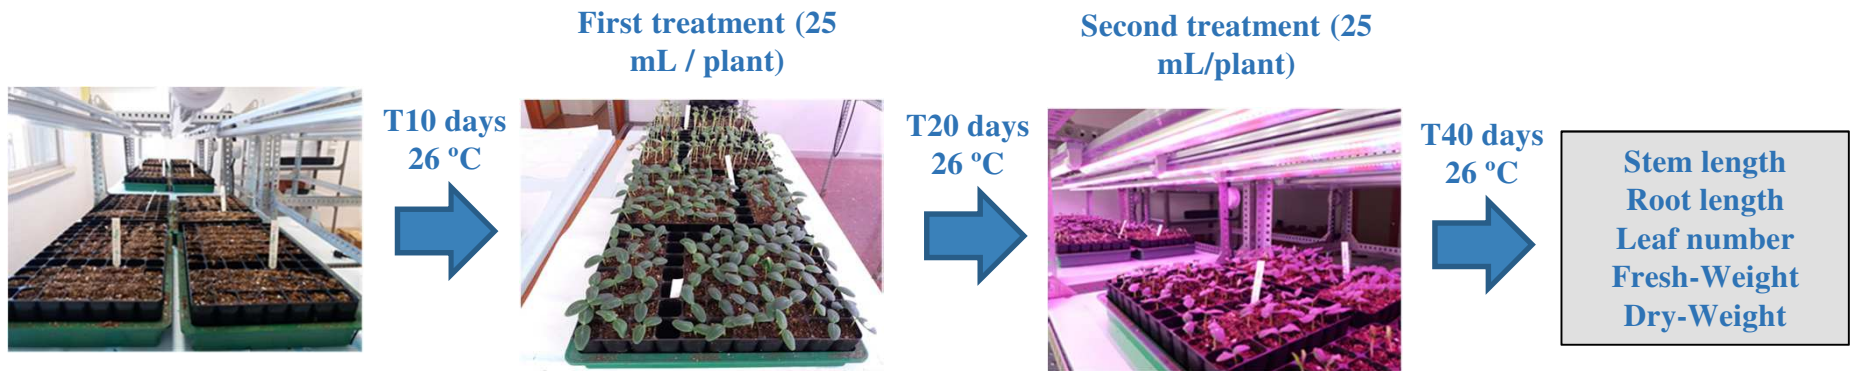 First treatment (25
mL / plant)
Second treatment (25
mL/plant)
T10 days
26 ºC
T20 days
26 ºC
T40 days
26 ºC
Stem length
Root length
Leaf number
Fresh-Weight
Dry-Weight